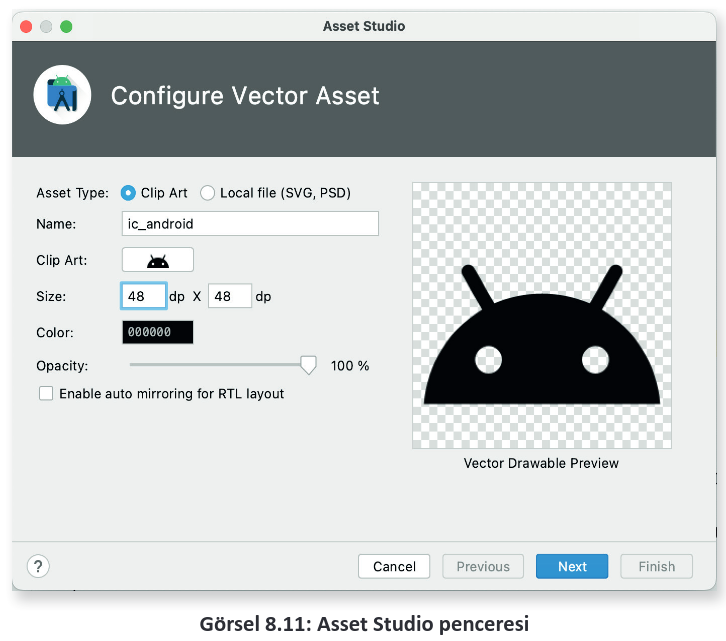 Asset Studio
Configure Vector Asset
Asset Type: Clip Art Local file (SVG, PSD)
Name: ic_android
Clip Art:
Size: 48 dp X 48 dp
Color: 000000
Opacity: 100 %
Enable auto mirroring for RTL layout
Vector Drawable Preview
? Cancel Previous Next Finish
Görsel 8.11: Asset Studio penceresi